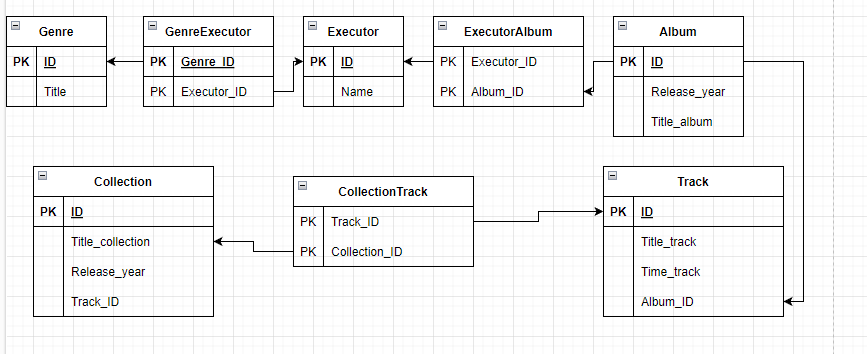 Genre
PK ID
Title
GenreExecutor
PK Genre_ID
PK Executor_ID
Executor
PK ID
Name
ExecutorAlbum
PK Executor_ID
PK Album_ID
Album
PK ID
Release_year
Title_album
Collection
PK ID
Title_collection
Release_year
Track_ID
CollectionTrack
PK Track_ID
PK Collection_ID
Track
PK ID
Title_track
Time_track
Album_ID